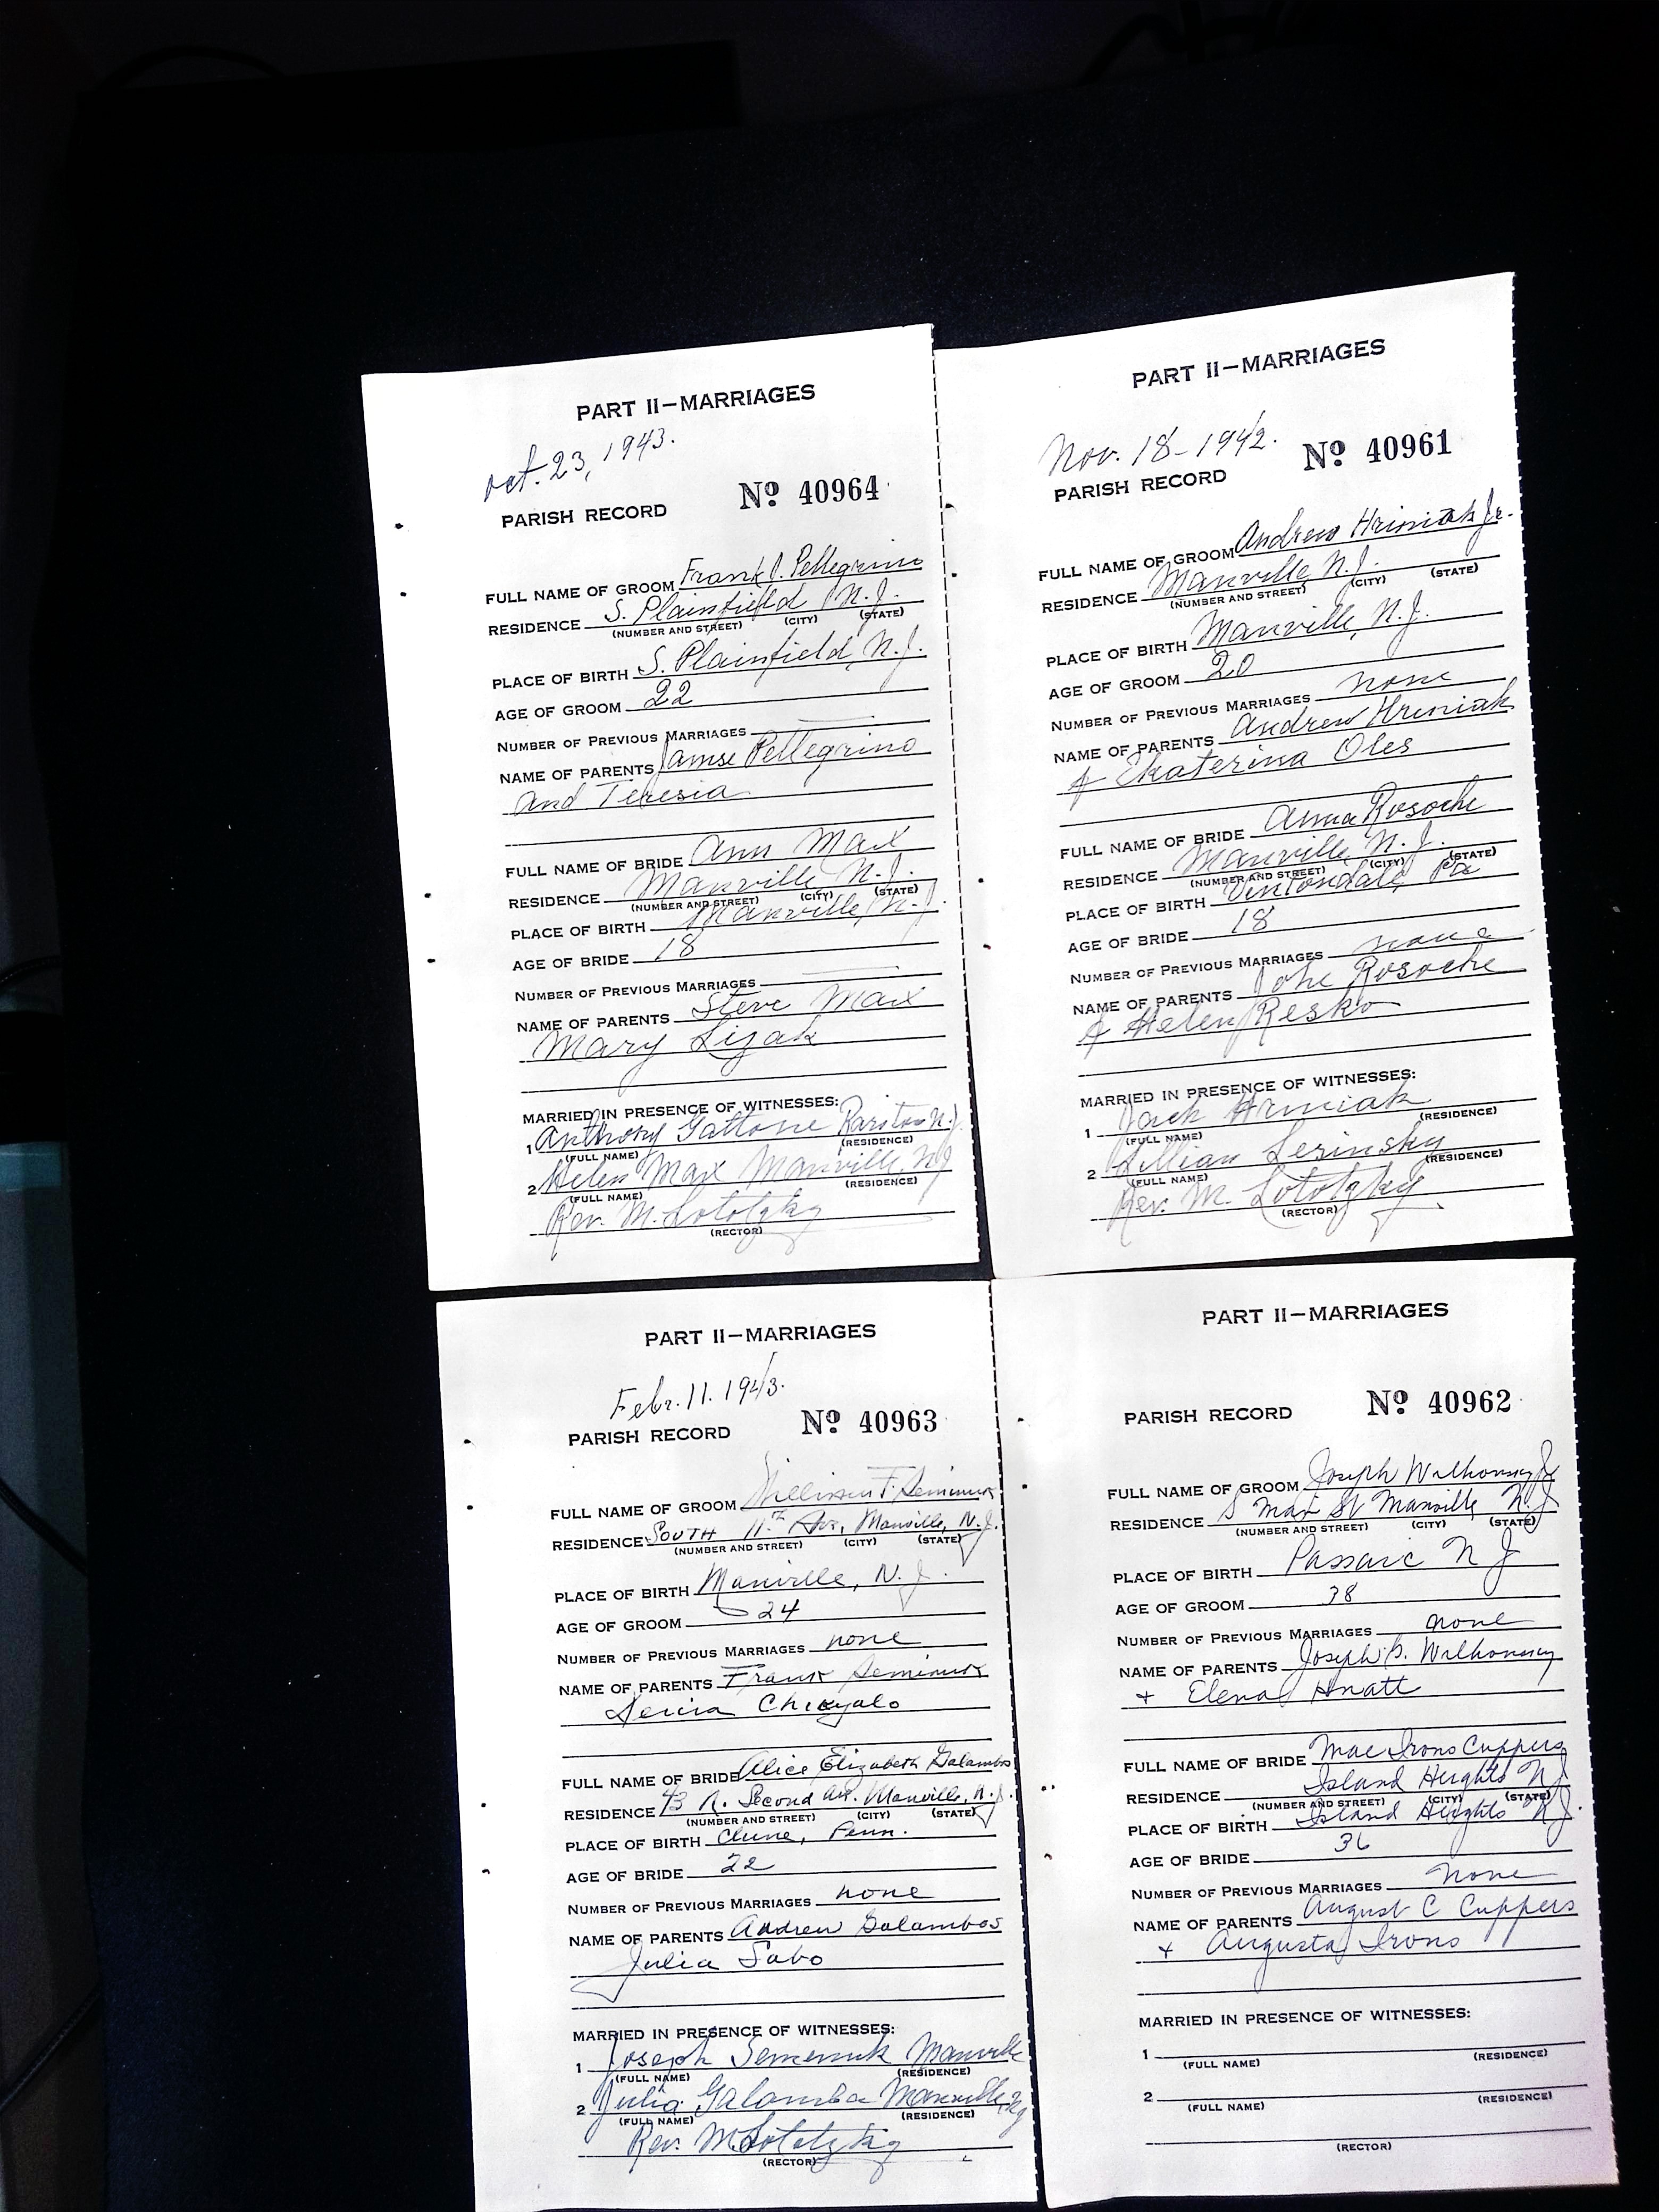 PART II—MARRIAGES
Oct. 23, 1943.
PARISH RECORD Nº 40964
FULL NAME OF GROOM Frank J. Pellegrino
RESIDENCE S. Plainfield N.J.
(NUMBER AND STREET) (CITY) (STATE)
PLACE OF BIRTH S. Plainfield, N.J.
AGE OF GROOM 22
NUMBER OF PREVIOUS MARRIAGES
NAME OF PARENTS Jamse Pellegrino
and Teresia
FULL NAME OF BRIDE Ann Max
RESIDENCE Manville N.J.
(NUMBER AND STREET) (CITY) (STATE)
PLACE OF BIRTH Manville, N.J.
AGE OF BRIDE 18
NUMBER OF PREVIOUS MARRIAGES
NAME OF PARENTS Steve Max
Mary Lizak
MARRIED IN PRESENCE OF WITNESSES:
1 Anthony Gattone Raritan N.J.
(FULL NAME) (RESIDENCE)
2 Helen Max Manville, NJ
(FULL NAME) (RESIDENCE)
Rev. M. Lototzky
(RECTOR)
PART II—MARRIAGES
Nov. 18-1942.
PARISH RECORD Nº 40961
FULL NAME OF GROOM Andrew Hriniak Jr.
RESIDENCE Manville, N.J.
(NUMBER AND STREET) (CITY) (STATE)
PLACE OF BIRTH Manville, N.J.
AGE OF GROOM 20
NUMBER OF PREVIOUS MARRIAGES none
NAME OF PARENTS Andrew Hreniak
& Ekaterina Oles
FULL NAME OF BRIDE Anna Rosoche
RESIDENCE Manville, N.J.
(NUMBER AND STREET) (CITY) (STATE)
PLACE OF BIRTH Vintondale, Pa
AGE OF BRIDE 18
NUMBER OF PREVIOUS MARRIAGES none
NAME OF PARENTS John Rosoche
& Helen Resko
MARRIED IN PRESENCE OF WITNESSES:
1 Jack Hrniak
(FULL NAME) (RESIDENCE)
2 Lillian Lesinsky
(FULL NAME) (RESIDENCE)
Rev. M. Lototzky
(RECTOR)
PART II—MARRIAGES
Febr. 11. 1943.
PARISH RECORD Nº 40963
FULL NAME OF GROOM William F. Seminuk
RESIDENCE SOUTH 11th Ave, Manville, N.J.
(NUMBER AND STREET) (CITY) (STATE)
PLACE OF BIRTH Manville, N.J.
AGE OF GROOM 24
NUMBER OF PREVIOUS MARRIAGES none
NAME OF PARENTS Frank Seminuk
FULL NAME OF BRIDE Alice Elizabeth Galambos
RESIDENCE 43 N. Second Ave. Manville, N.J.
(NUMBER AND STREET) (CITY) (STATE)
PLACE OF BIRTH Clune, Penn.
AGE OF BRIDE 22
NUMBER OF PREVIOUS MARRIAGES none
NAME OF PARENTS Andrew Galambos
Julia Sabo
MARRIED IN PRESENCE OF WITNESSES:
1 Joseph Semenuk Manville
(FULL NAME) (RESIDENCE)
2 Julia Galamba Manville, NJ
(FULL NAME) (RESIDENCE)
Rev. M. Lototzky
(RECTOR)
PART II—MARRIAGES
PARISH RECORD Nº 40962
FULL NAME OF GROOM Joseph Jr
RESIDENCE S Main St Manville, N.J
(NUMBER AND STREET) (CITY) (STATE)
PLACE OF BIRTH Passaic N J
AGE OF GROOM 38
NUMBER OF PREVIOUS MARRIAGES none
NAME OF PARENTS Joseph
+ Elena Hnatt
FULL NAME OF BRIDE Mae Irons Cuppers
RESIDENCE Island Heights NJ
(NUMBER AND STREET) (CITY) (STATE)
PLACE OF BIRTH Island Heights NJ.
AGE OF BRIDE 36
NUMBER OF PREVIOUS MARRIAGES none
NAME OF PARENTS August C Cuppers
+ Augusta Irons
MARRIED IN PRESENCE OF WITNESSES:
1
(FULL NAME) (RESIDENCE)
2
(FULL NAME) (RESIDENCE)
(RECTOR)